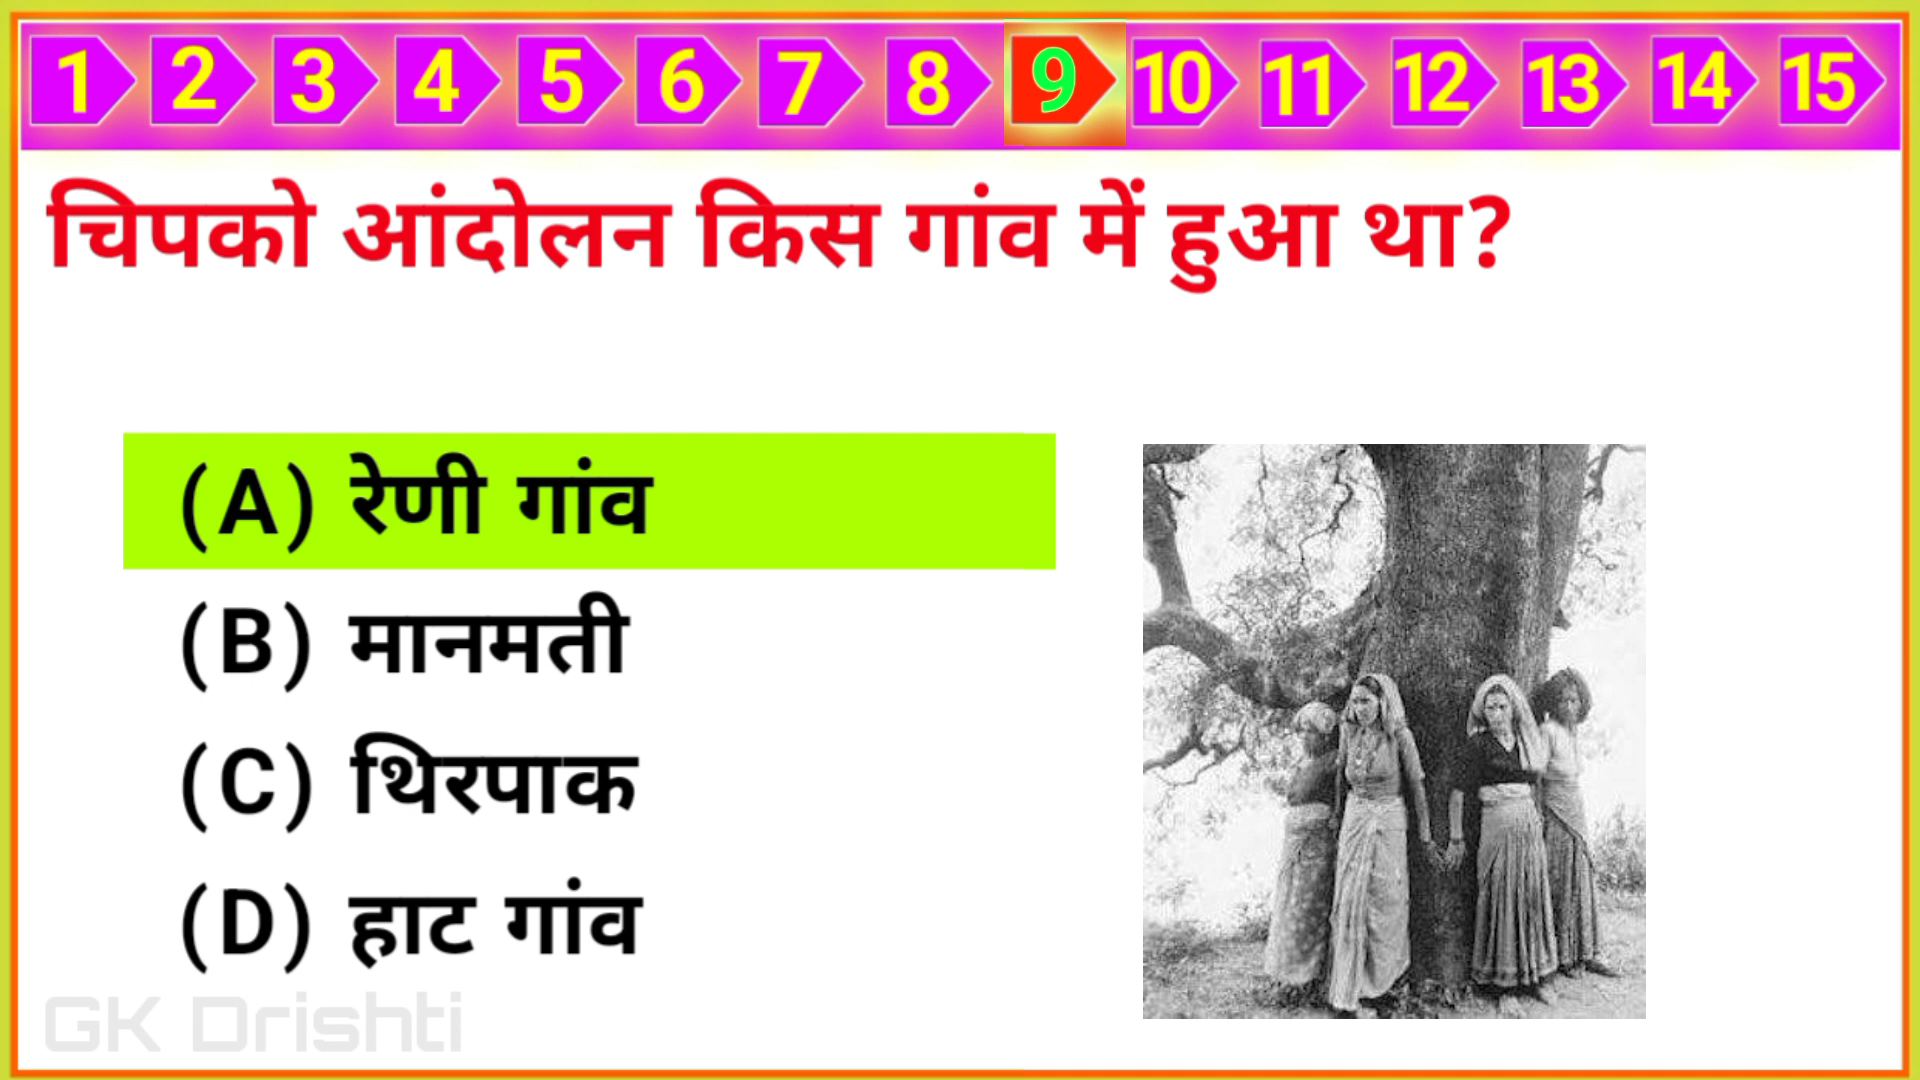 1 2 3 4 5 6 7 8 9 10 11 12 13 14 15
चिपको आंदोलन किस गांव में हुआ था?
(A) रेणी गांव
(B) मानमती
(C) थिरपाक
(D) हाट गांव
GK Drishti